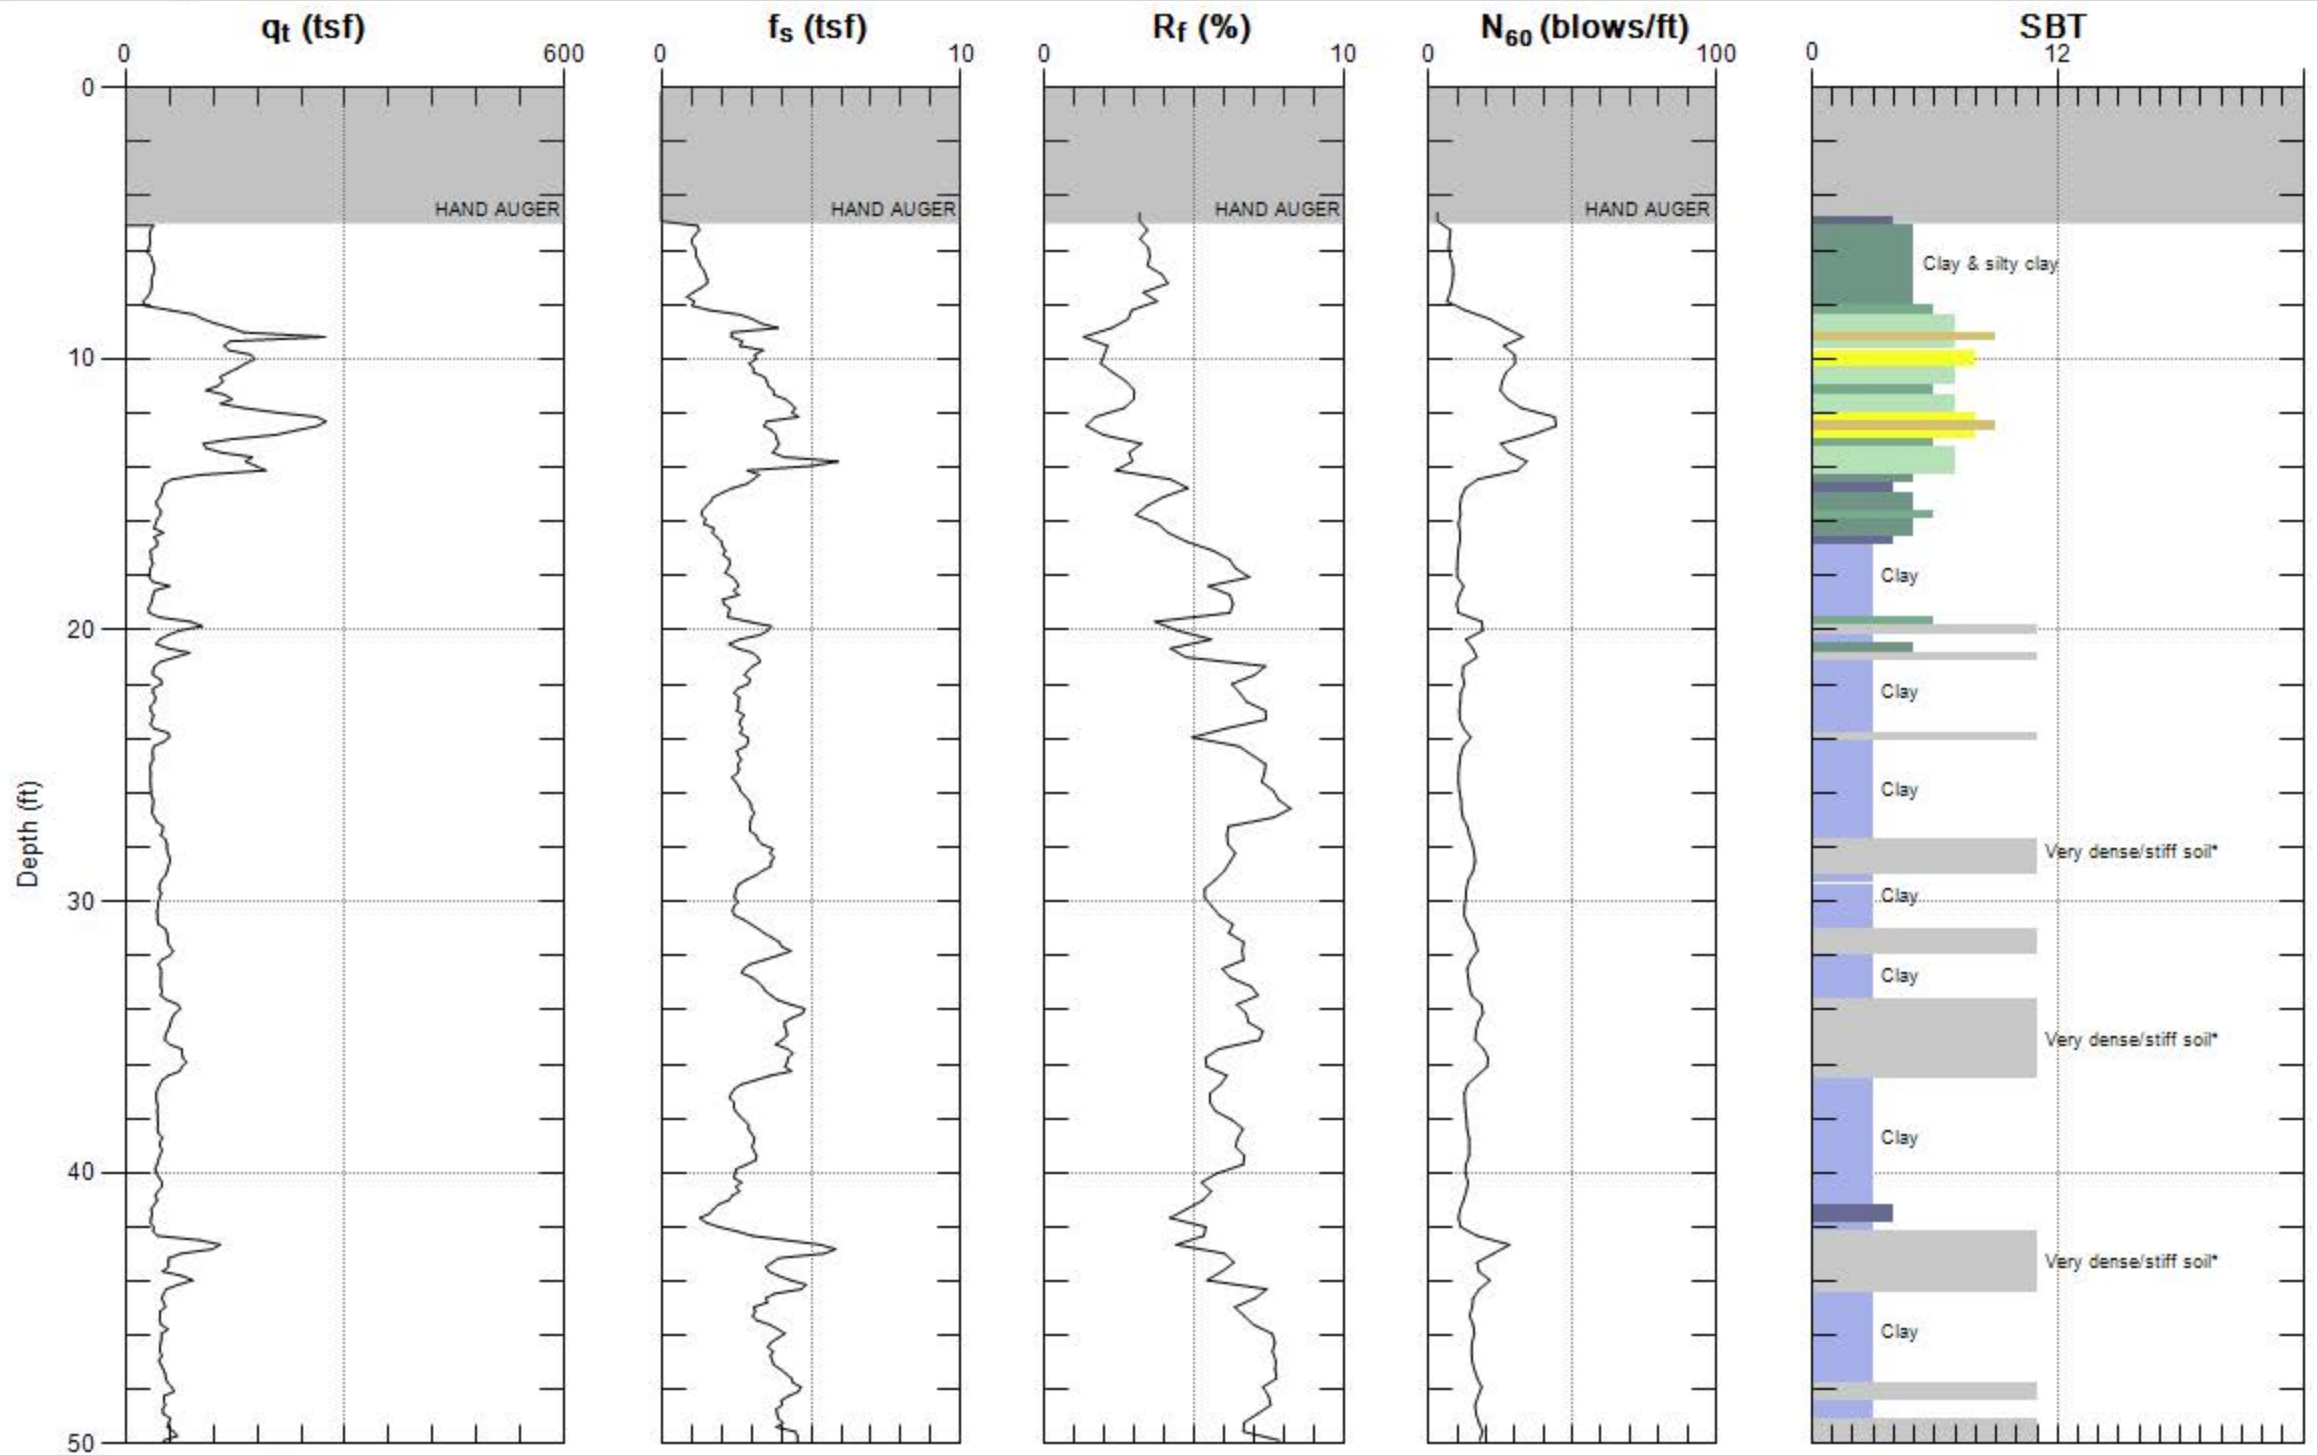 qt (tsf) fs (tsf) Rf (%) N60 (blows/ft) SBT
0 600 0 10 0 10 0 100 0 12
0
HAND AUGER HAND AUGER HAND AUGER HAND AUGER
Clay & silty clay
10
Clay
20
Clay
Clay
Depth (ft)
Very dense/stiff soil*
Clay
30
Clay
Very dense/stiff soil*
Clay
40
Very dense/stiff soil*
Clay
50